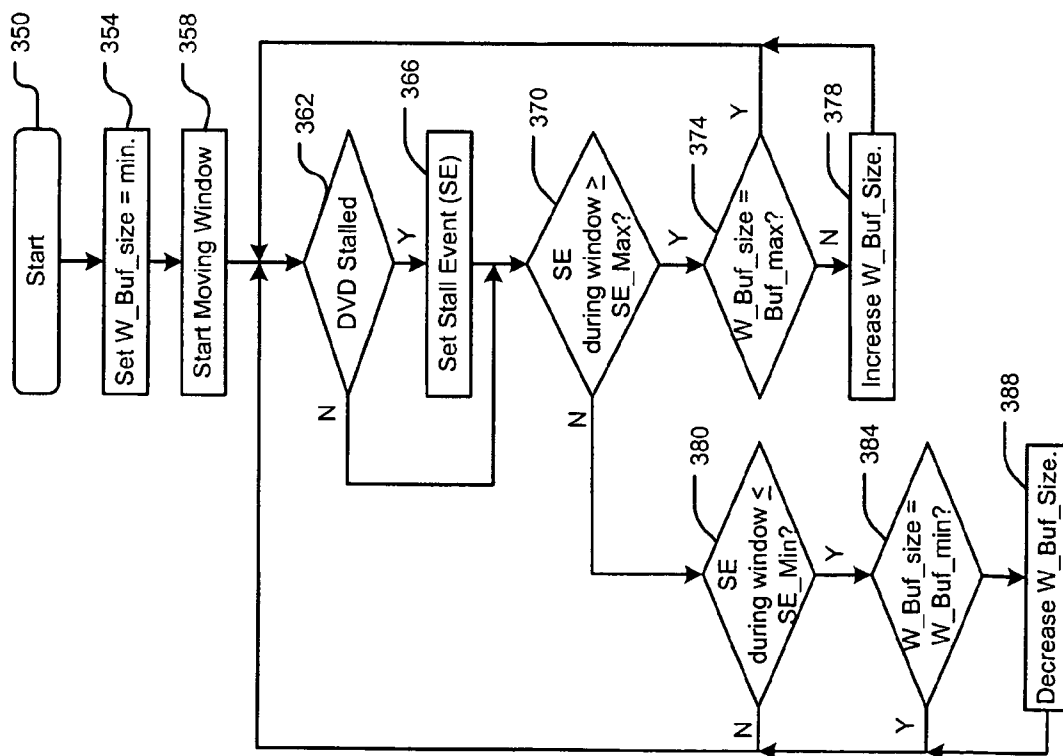 350
Start
354
Set W_Buf_size = min.
358
Start Moving Window
362
DVD Stalled
N
Y
366
Set Stall Event (SE)
370
SE
during window ≥
SE_Max?
N
Y
374
W_Buf_size =
Buf_max?
Y
N
378
Increase W_Buf_Size.
380
SE
during window ≤
SE_Min?
N
Y
384
W_Buf_size =
W_Buf_min?
Y
388
Decrease W_Buf_Size.